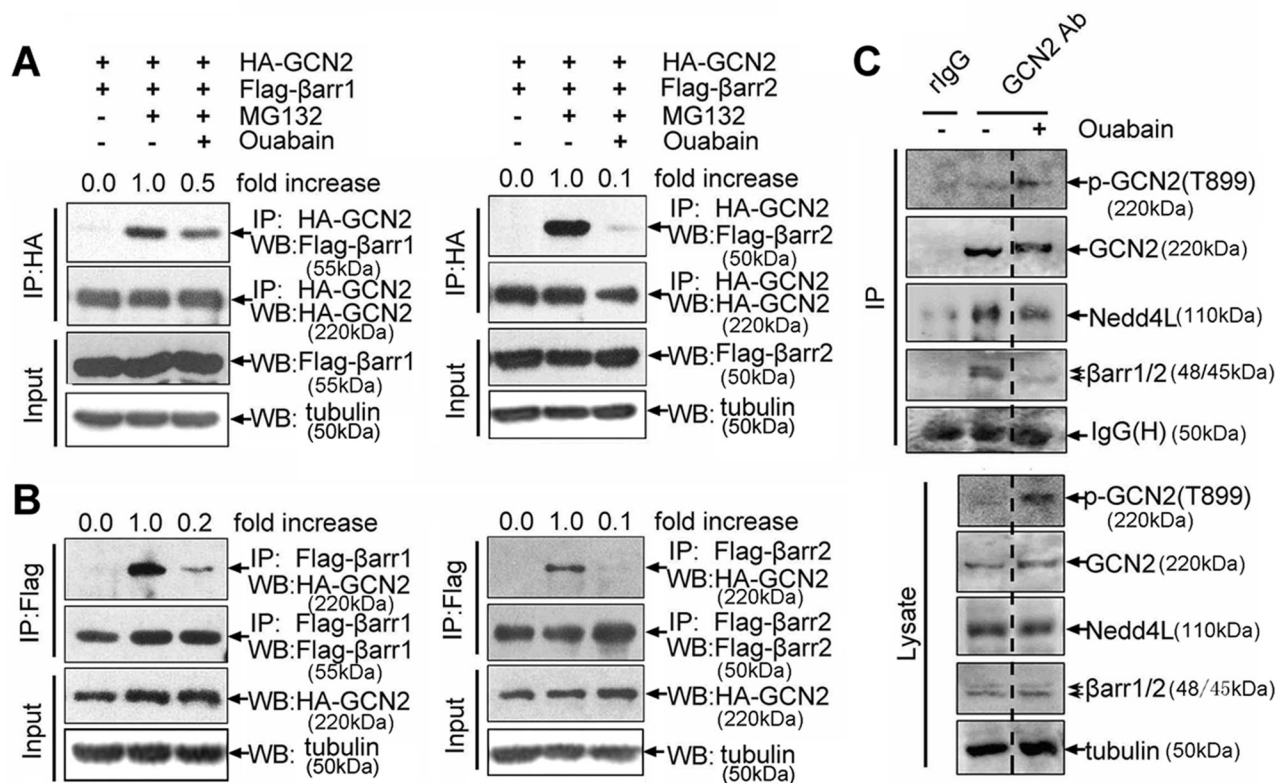 A
+ + + HA-GCN2
+ + + Flag-βarr1
- + + MG132
- - + Ouabain
0.0 1.0 0.5 fold increase
IP:HA
IP: HA-GCN2
WB:Flag-βarr1
(55kDa)
IP: HA-GCN2
WB:HA-GCN2
(220kDa)
Input
WB:Flag-βarr1
(55kDa)
WB: tubulin
(50kDa)
+ + + HA-GCN2
+ + + Flag-βarr2
- + + MG132
- - + Ouabain
0.0 1.0 0.1 fold increase
IP:HA
IP: HA-GCN2
WB:Flag-βarr2
(50kDa)
IP: HA-GCN2
WB:HA-GCN2
(220kDa)
Input
WB:Flag-βarr2
(50kDa)
WB: tubulin
(50kDa)
B
0.0 1.0 0.2 fold increase
IP:Flag
IP: Flag-βarr1
WB:HA-GCN2
(220kDa)
IP: Flag-βarr1
WB:Flag-βarr1
(55kDa)
Input
WB:HA-GCN2
(220kDa)
WB: tubulin
(50kDa)
0.0 1.0 0.1 fold increase
IP:Flag
IP: Flag-βarr2
WB:HA-GCN2
(220kDa)
IP: Flag-βarr2
WB:Flag-βarr2
(50kDa)
Input
WB:HA-GCN2
(220kDa)
WB: tubulin
(50kDa)
C
rIgG
GCN2 Ab
- - + Ouabain
IP
p-GCN2(T899)
(220kDa)
GCN2 (220kDa)
Nedd4L (110kDa)
βarr1/2 (48/45kDa)
IgG(H) (50kDa)
Lysate
p-GCN2(T899)
(220kDa)
GCN2 (220kDa)
Nedd4L (110kDa)
βarr1/2 (48/45kDa)
tubulin (50kDa)